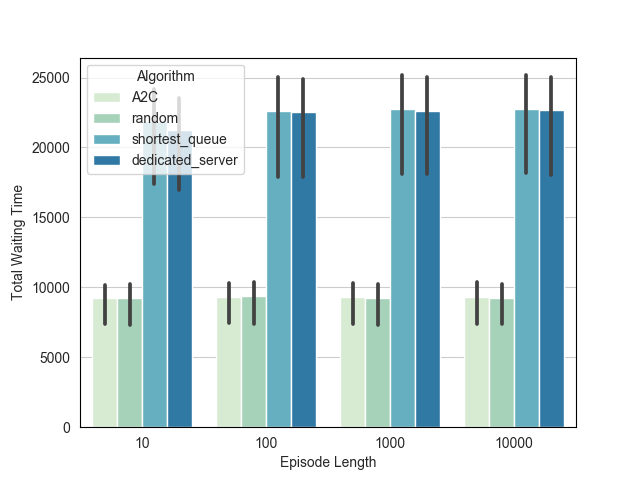 Algorithm
A2C
random
shortest_queue
dedicated_server
25000
20000
15000
10000
5000
0
Total Waiting Time
10 100 1000 10000
Episode Length